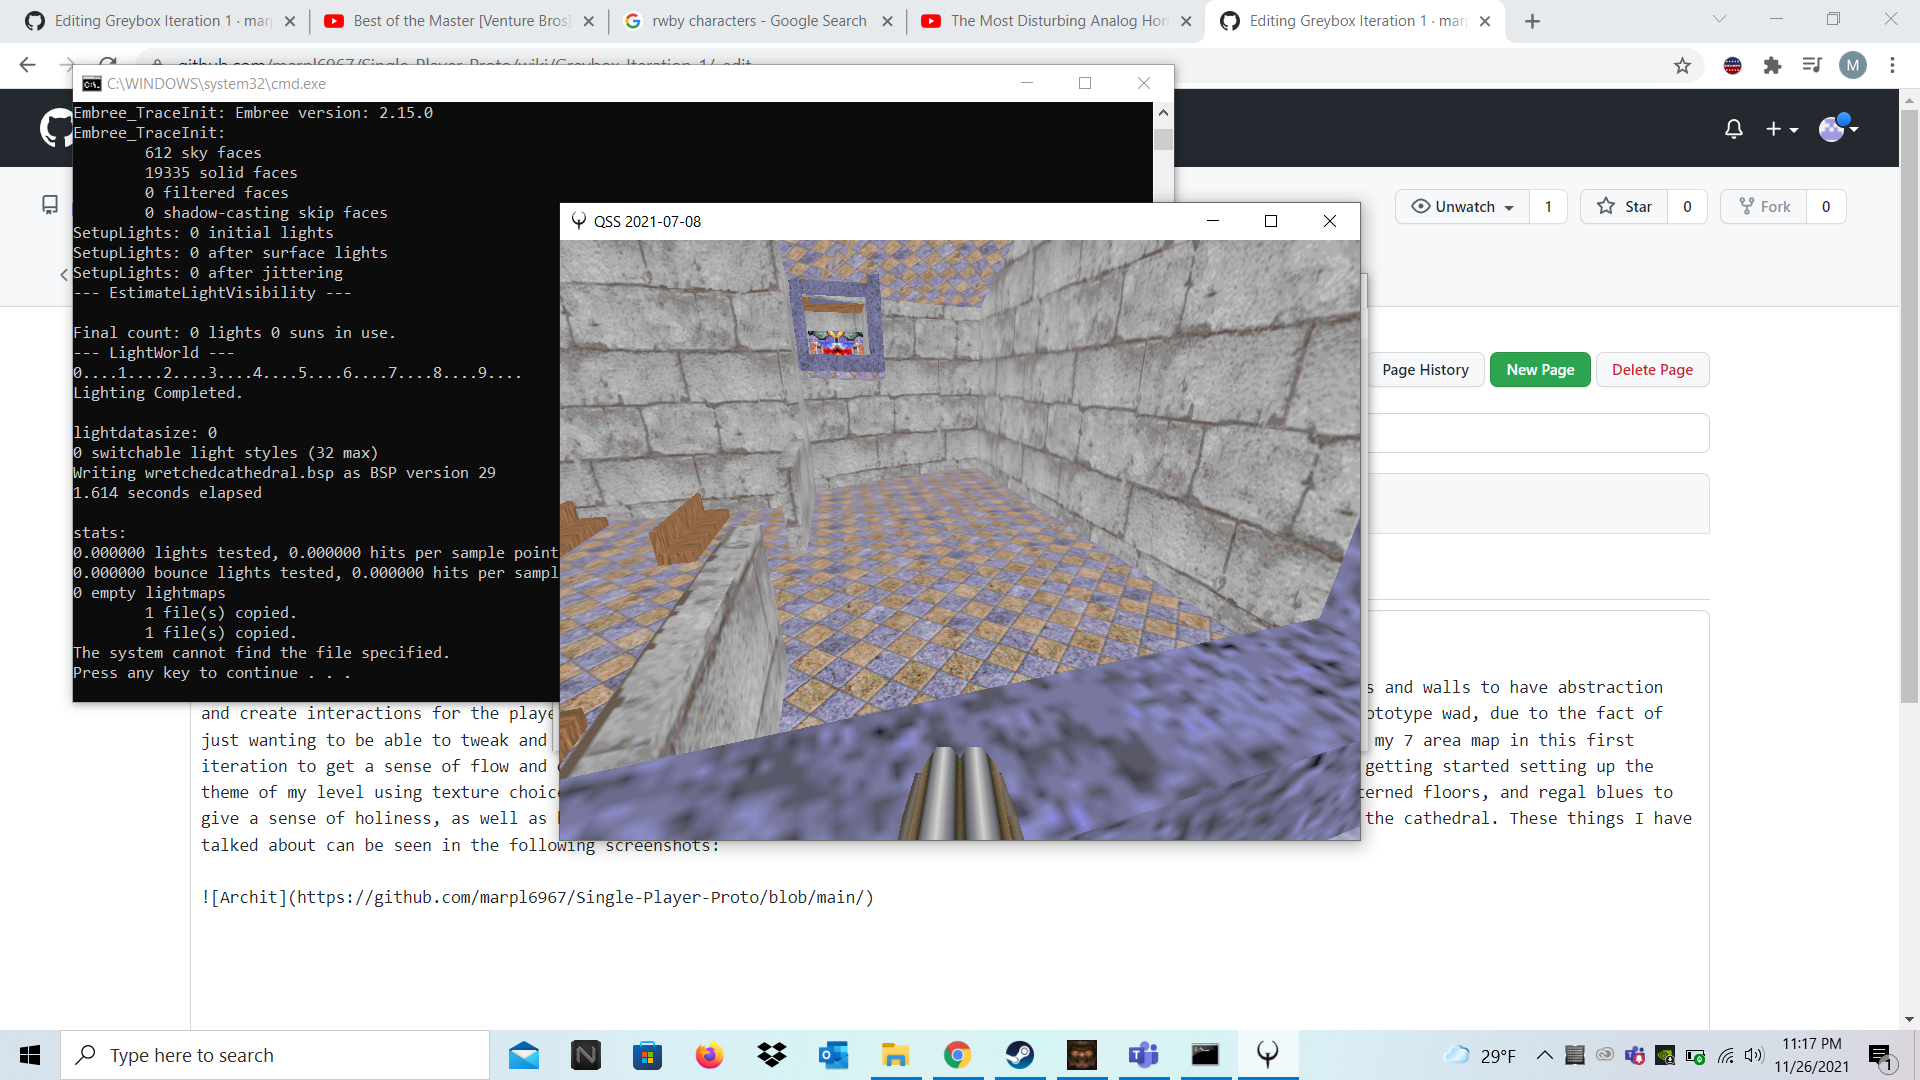 Editing Greybox Iteration 1 · mar
Best of the Master [Venture Bros]
rwby characters - Google Search
The Most Disturbing Analog Hor
Editing Greybox Iteration 1 · mar
github.com/marpl6967/Single-Player-Proto/wiki/Greybox-Iteration-1/_edit
M
C:\WINDOWS\system32\cmd.exe
Embree_TraceInit: Embree version: 2.15.0
Embree_TraceInit:
612 sky faces
19335 solid faces
0 filtered faces
0 shadow-casting skip faces
SetupLights: 0 initial lights
SetupLights: 0 after surface lights
SetupLights: 0 after jittering
--- EstimateLightVisibility ---
Final count: 0 lights 0 suns in use.
--- LightWorld ---
0....1....2....3....4....5....6....7....8....9....
Lighting Completed.
lightdatasize: 0
0 switchable light styles (32 max)
Writing wretchedcathedral.bsp as BSP version 29
1.614 seconds elapsed
stats:
0.000000 lights tested, 0.000000 hits per sample point
0.000000 bounce lights tested, 0.000000 hits per sampl
0 empty lightmaps
1 file(s) copied.
1 file(s) copied.
The system cannot find the file specified.
Press any key to continue . . .
QSS 2021-07-08
Unwatch 1
Star 0
Fork 0
Page History
New Page
Delete Page
s and walls to have abstraction
and create interactions for the playe ototype wad, due to the fact of
just wanting to be able to tweak and my 7 area map in this first
iteration to get a sense of flow and getting started setting up the
theme of my level using texture choic erned floors, and regal blues to
give a sense of holiness, as well as the cathedral. These things I have
talked about can be seen in the following screenshots:
![Archit](https://github.com/marpl6967/Single-Player-Proto/blob/main/)
Type here to search
29°F
11:17 PM
11/26/2021
1